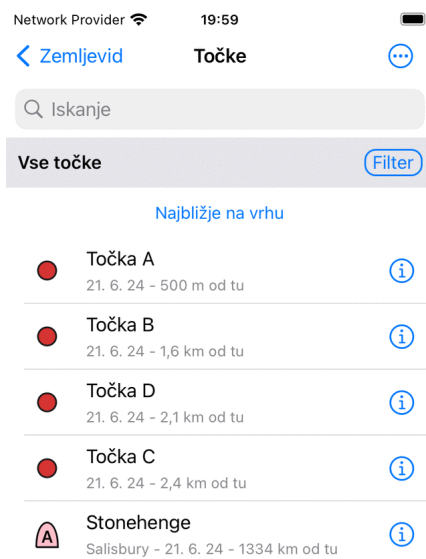 Network Provider 19:59
Zemljevid Točke
Iskanje
Vse točke Filter
Najbližje na vrhu
Točka A
21. 6. 24 - 500 m od tu
Točka B
21. 6. 24 - 1,6 km od tu
Točka D
21. 6. 24 - 2,1 km od tu
Točka C
21. 6. 24 - 2,4 km od tu
A Stonehenge
Salisbury - 21. 6. 24 - 1334 km od tu